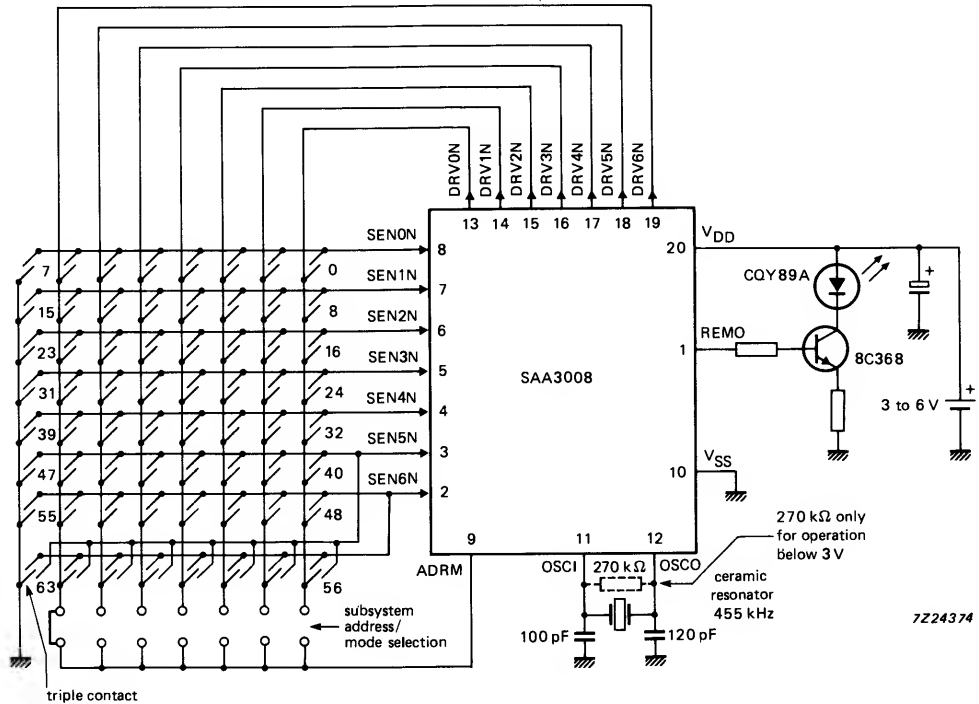 DRV0N
DRV1N
DRV2N
DRV3N
DRV4N
DRV5N
DRV6N
13 14 15 16 17 18 19
SEN0N
8
7
0
SEN1N
7
15
8
SEN2N
6
23
16
SEN3N
5
31
24
SEN4N
4
39
32
SEN5N
3
47
40
SEN6N
2
55
48
63
56
9
ADRM
SAA3008
20
VDD
CQY89A
+
REMO
1
8C368
+
3 to 6 V
VSS
10
11 12
OSCI
270 kΩ
OSCO
270 kΩ only
for operation
below 3 V
ceramic
resonator
455 kHz
100 pF
120 pF
subsystem
address/
mode selection
triple contact
7Z24374